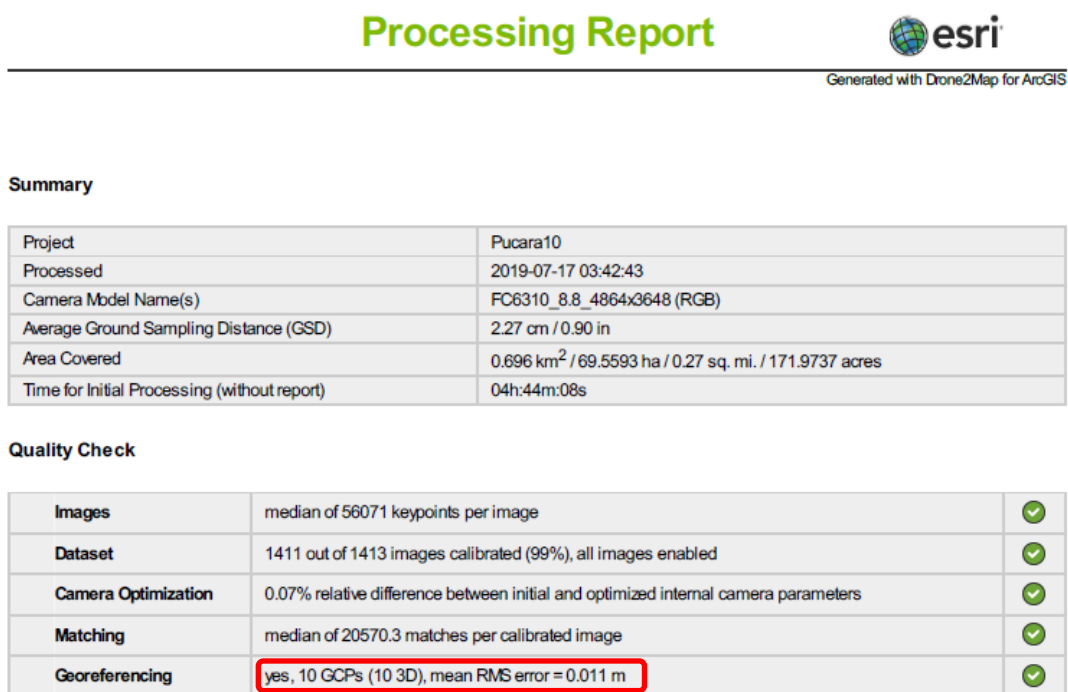 Processing Report
esri
Generated with Drone2Map for ArcGIS
Summary
Project Pucara10
Processed 2019-07-17 03:42:43
Camera Model Name(s) FC6310_8.8_4864x3648 (RGB)
Average Ground Sampling Distance (GSD) 2.27 cm / 0.90 in
Area Covered 0.696 km2 / 69.5593 ha / 0.27 sq. mi. / 171.9737 acres
Time for Initial Processing (without report) 04h:44m:08s
Quality Check
Images median of 56071 keypoints per image
Dataset 1411 out of 1413 images calibrated (99%), all images enabled
Camera Optimization 0.07% relative difference between initial and optimized internal camera parameters
Matching median of 20570.3 matches per calibrated image
Georeferencing yes, 10 GCPs (10 3D), mean RMS error = 0.011 m